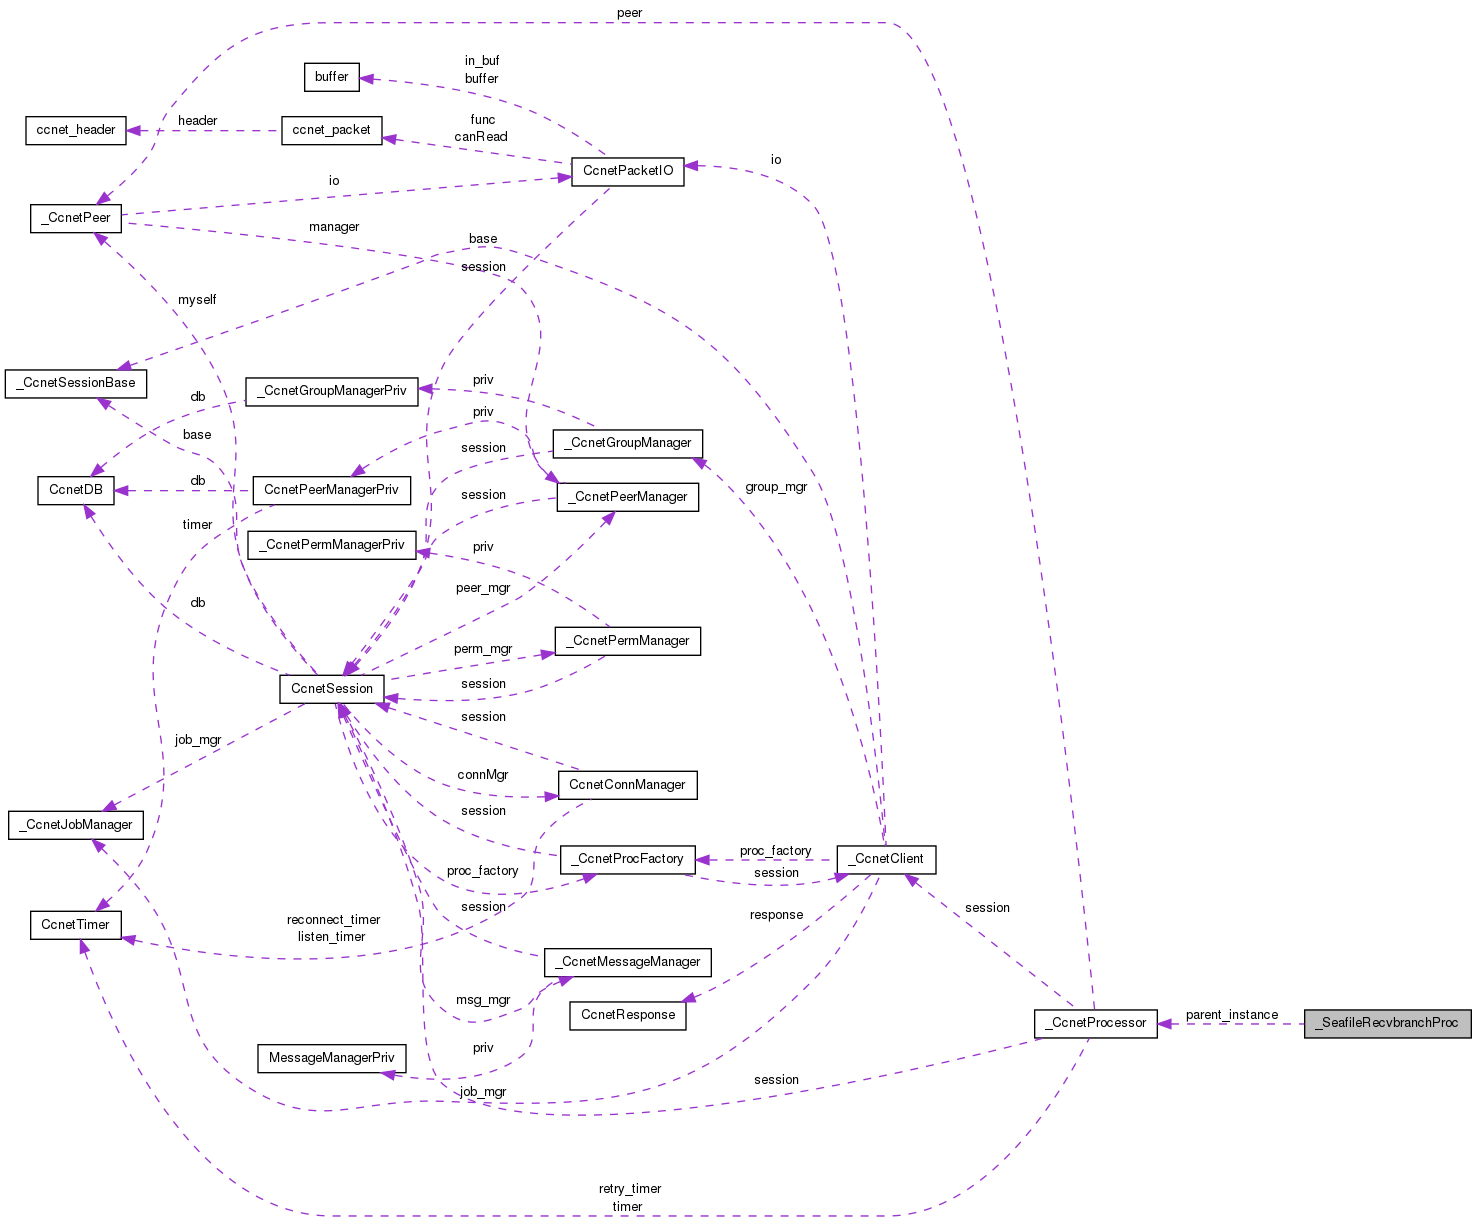 peer
in_buf
buffer
buffer
func
canRead
header
ccnet_header
ccnet_packet
CcnetPacketIO
io
io
_CcnetPeer
manager
base
session
myself
_CcnetSessionBase
_CcnetGroupManagerPriv
priv
db
priv
base
_CcnetGroupManager
session
db
CcnetDB
CcnetPeerManagerPriv
group_mgr
session
_CcnetPeerManager
timer
_CcnetPermManagerPriv
priv
peer_mgr
db
perm_mgr
_CcnetPermManager
session
CcnetSession
session
job_mgr
connMgr
CcnetConnManager
session
_CcnetJobManager
proc_factory
_CcnetProcFactory
_CcnetClient
proc_factory
session
session
session
response
reconnect_timer
listen_timer
CcnetTimer
_CcnetMessageManager
msg_mgr
CcnetResponse
parent_instance
_CcnetProcessor
_SeafileRecvbranchProc
priv
MessageManagerPriv
session
job_mgr
retry_timer
timer